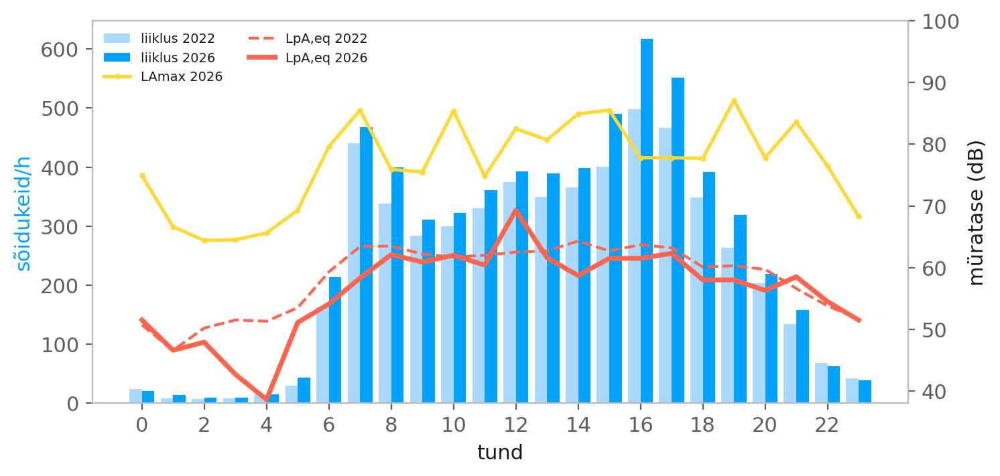 liiklus 2022
liiklus 2026
LAmax 2026
LpA,eq 2022
LpA,eq 2026
sõidukeid/h
600
500
400
300
200
100
0
100
90
80
70
60
50
40
müratase (dB)
0 2 4 6 8 10 12 14 16 18 20 22
tund